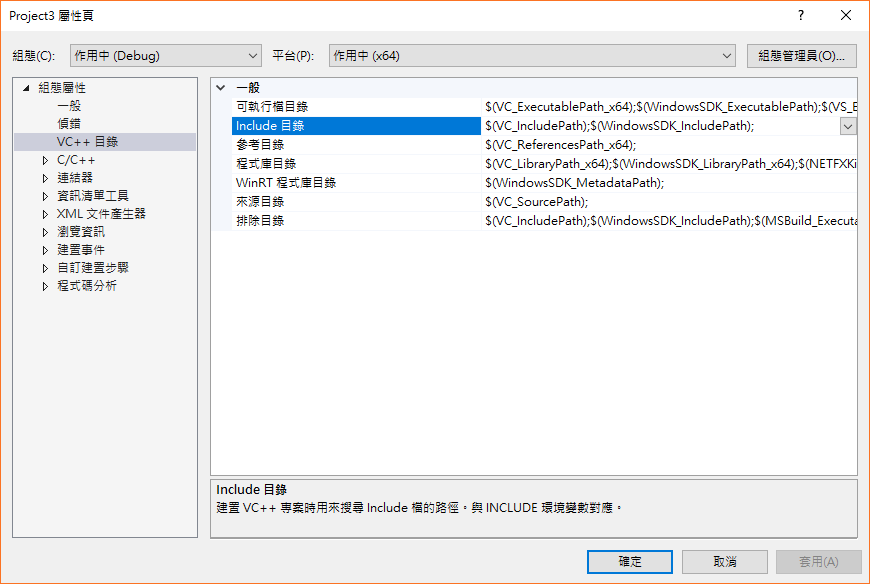 Project3 屬性頁
組態(C): 作用中 (Debug) 平台(P): 作用中 (x64) 組態管理員(O)...
組態屬性
一般
偵錯
VC++ 目錄
C/C++
連結器
資訊清單工具
XML 文件產生器
瀏覽資訊
建置事件
自訂建置步驟
程式碼分析
一般
可執行檔目錄 $(VC_ExecutablePath_x64);$(WindowsSDK_ExecutablePath);$(VS_E
Include 目錄 $(VC_IncludePath);$(WindowsSDK_IncludePath);
參考目錄 $(VC_ReferencesPath_x64);
程式庫目錄 $(VC_LibraryPath_x64);$(WindowsSDK_LibraryPath_x64);$(NETFXKi
WinRT 程式庫目錄 $(WindowsSDK_MetadataPath);
來源目錄 $(VC_SourcePath);
排除目錄 $(VC_IncludePath);$(WindowsSDK_IncludePath);$(MSBuild_Executa
Include 目錄
建置 VC++ 專案時用來搜尋 Include 檔的路徑。與 INCLUDE 環境變數對應。
確定 取消 套用(A)